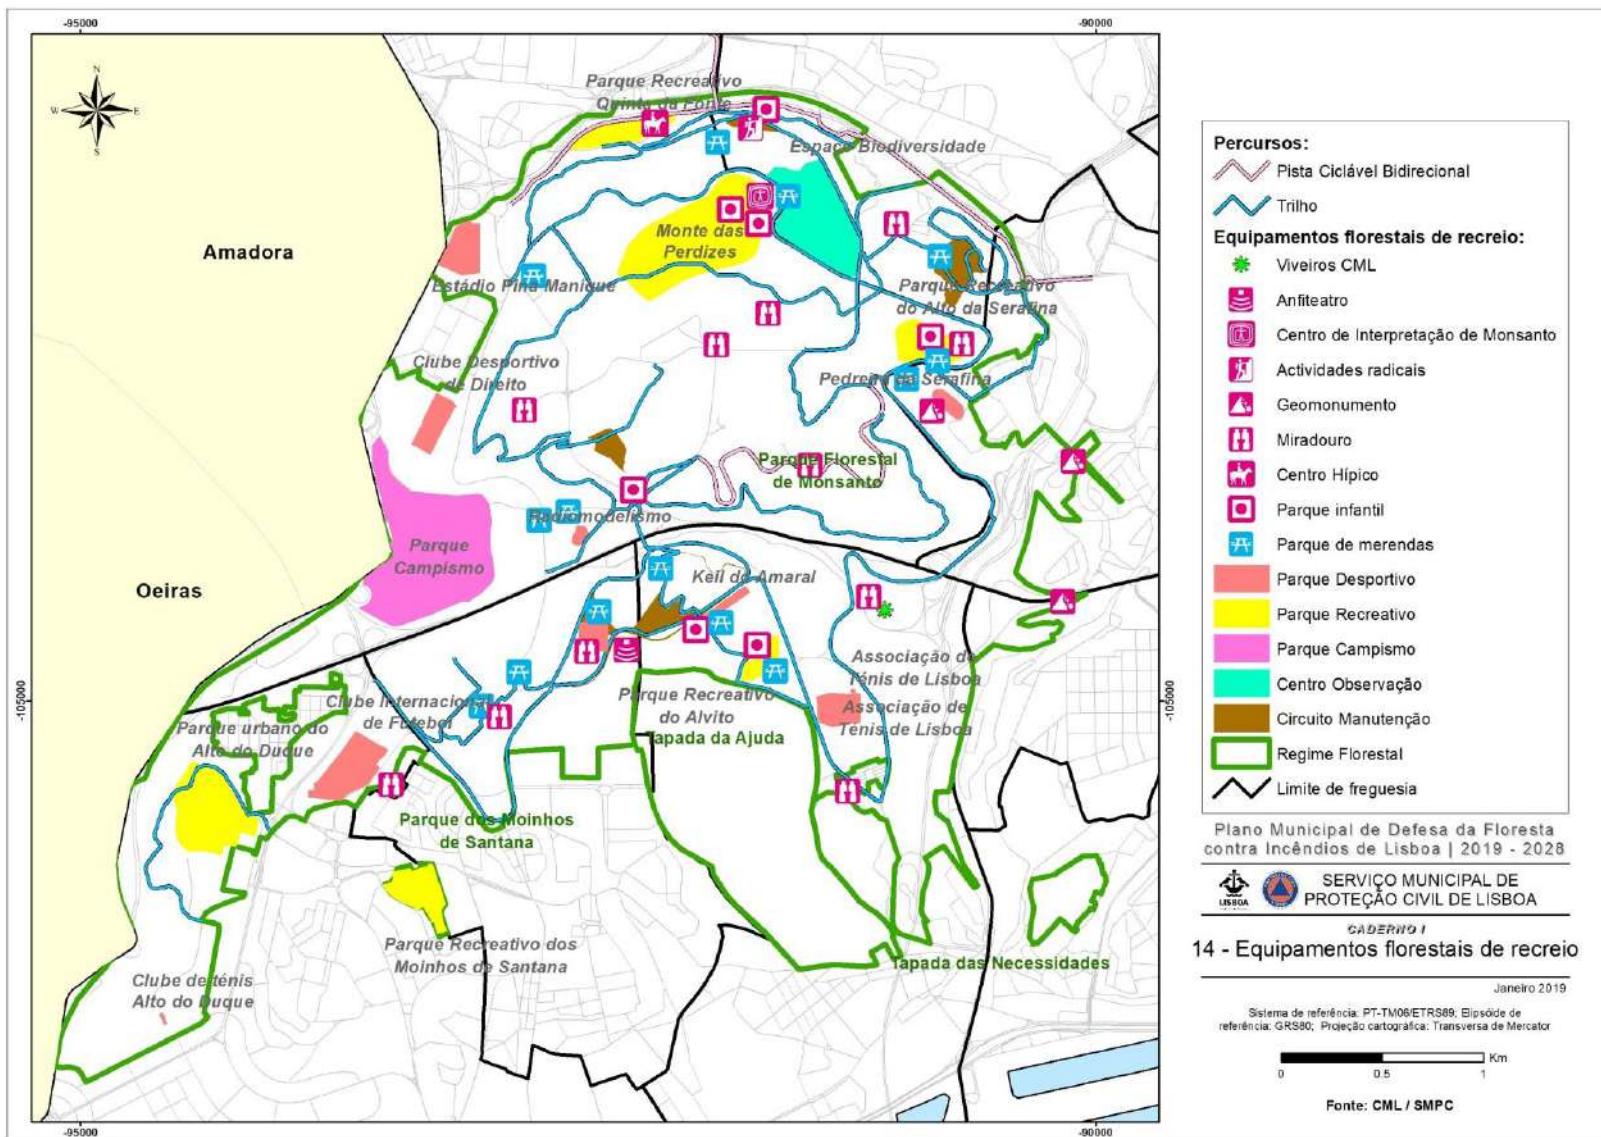 -95000
-90000
N
W
E
S
Parque Recreativo
Quinta da Fonte
Espaço Biodiversidade
Amadora
Monte das
Perdizes
Estádio Pina Manique
Parque Recreativo
do Alto da Serafina
Clube Desportivo
de Direito
Pedreira da Serafina
Parque Florestal
de Monsanto
Radiomodelismo
Parque
Campismo
Keil do Amaral
Oeiras
Associação de
Ténis de Lisboa
Associação de
Ténis de Lisboa
Parque Recreativo
do Alvito
Tapada da Ajuda
Clube Internacional
de Futebol
Parque urbano do
Alto do Duque
-105000
-105000
Parque dos Moinhos
de Santana
Parque Recreativo dos
Moinhos de Santana
Tapada das Necessidades
Clube de ténis
Alto do Duque
-95000
-90000
Percursos:
Pista Ciclável Bidirecional
Trilho
Equipamentos florestais de recreio:
Viveiros CML
Anfiteatro
Centro de Interpretação de Monsanto
Actividades radicais
Geomonumento
Miradouro
Centro Hípico
Parque infantil
Parque de merendas
Parque Desportivo
Parque Recreativo
Parque Campismo
Centro Observação
Circuito Manutenção
Regime Florestal
Limite de freguesia
Plano Municipal de Defesa da Floresta
contra Incêndios de Lisboa | 2019 - 2028
LISBOA
SERVIÇO MUNICIPAL DE
PROTEÇÃO CIVIL DE LISBOA
CADERNO I
14 - Equipamentos florestais de recreio
Janeiro 2019
Sistema de referência: PT-TM06/ETRS89; Elipsóide de
referência: GRS80; Projeção cartográfica: Transversa de Mercator
Km
0 0.5 1
Fonte: CML / SMPC